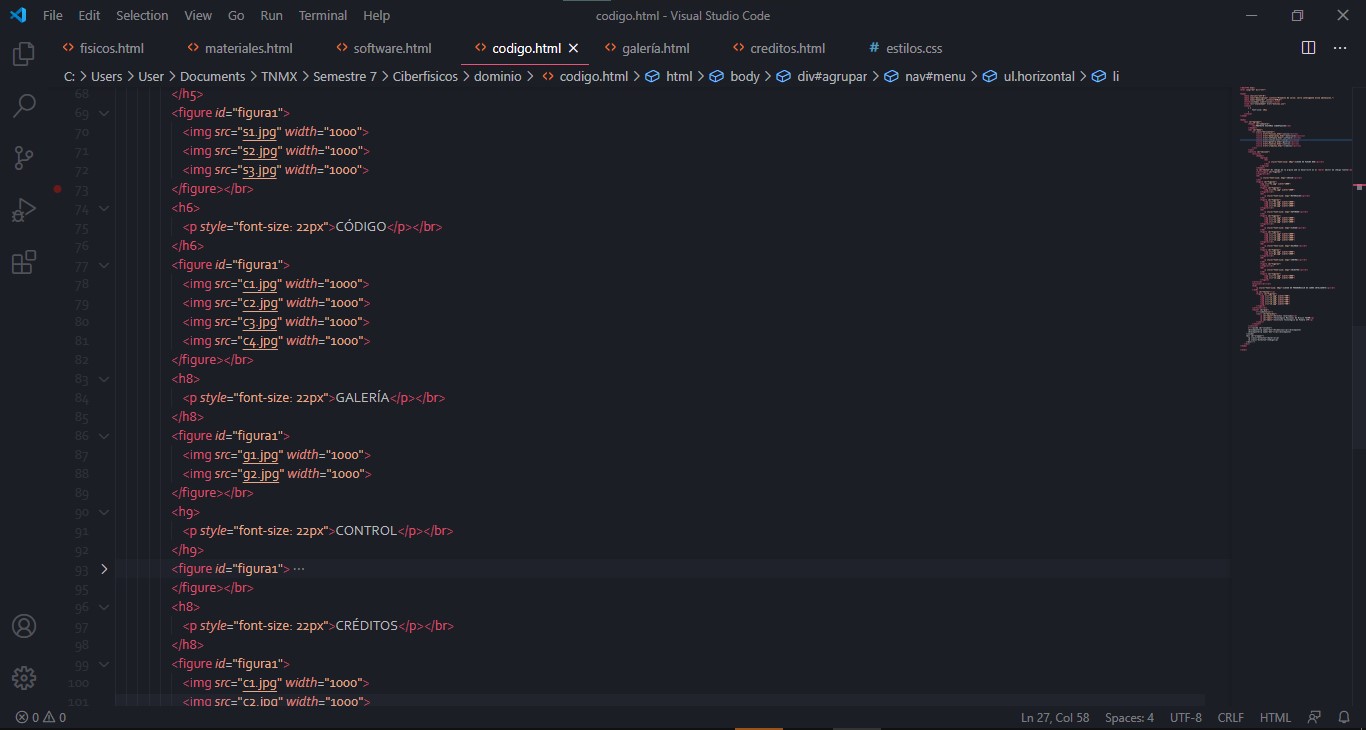 File Edit Selection View Go Run Terminal Help codigo.html - Visual Studio Code
fisicos.html materiales.html software.html codigo.html galería.html creditos.html # estilos.css
C: > Users > User > Documents > TNMX > Semestre 7 > Ciberfisicos > dominio > codigo.html > html > body > div#agrupar > nav#menu > ul.horizontal > li
68 </h5>
69 <figure id="figura1">
70 <img src="s1.jpg" width="1000">
71 <img src="s2.jpg" width="1000">
72 <img src="s3.jpg" width="1000">
73 </figure></br>
74 <h6>
75 <p style="font-size: 22px">CÓDIGO</p></br>
76 </h6>
77 <figure id="figura1">
78 <img src="c1.jpg" width="1000">
79 <img src="c2.jpg" width="1000">
80 <img src="c3.jpg" width="1000">
81 <img src="c4.jpg" width="1000">
82 </figure></br>
83 <h8>
84 <p style="font-size: 22px">GALERÍA</p></br>
85 </h8>
86 <figure id="figura1">
87 <img src="g1.jpg" width="1000">
88 <img src="g2.jpg" width="1000">
89 </figure></br>
90 <h9>
91 <p style="font-size: 22px">CONTROL</p></br>
92 </h9>
93 <figure id="figura1"> ...
95 </figure></br>
96 <h8>
97 <p style="font-size: 22px">CRÉDITOS</p></br>
98 </h8>
99 <figure id="figura1">
100 <img src="c1.jpg" width="1000">
101 <img src="c2.jpg" width="1000">
0 0 Ln 27, Col 58 Spaces: 4 UTF-8 CRLF HTML